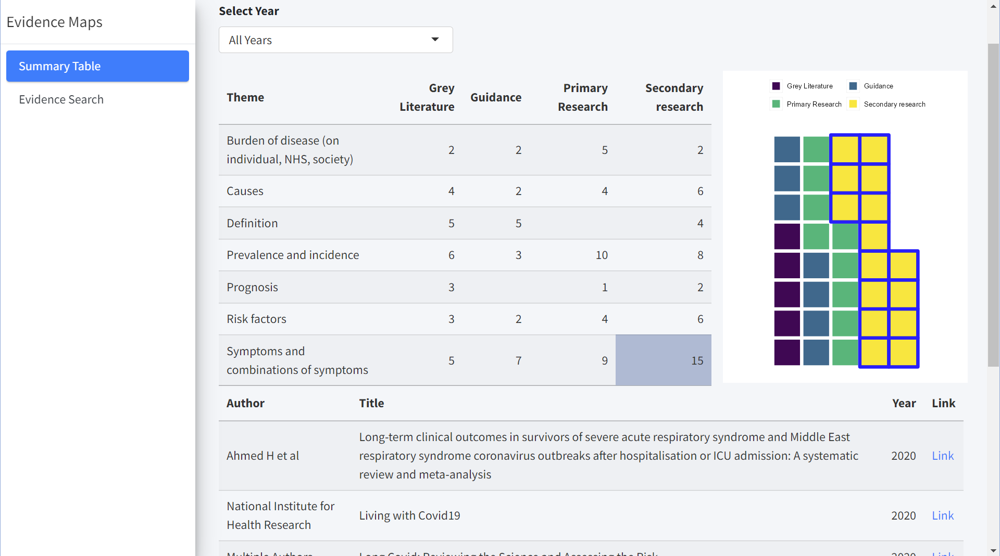 Evidence Maps
Summary Table
Evidence Search
Select Year
All Years
Theme Grey Literature Guidance Primary Research Secondary research
Burden of disease (on individual, NHS, society) 2 2 5 2
Causes 4 2 4 6
Definition 5 5 4
Prevalence and incidence 6 3 10 8
Prognosis 3 1 2
Risk factors 3 2 4 6
Symptoms and combinations of symptoms 5 7 9 15
Grey Literature Guidance
Primary Research Secondary research
Author Title Year Link
Ahmed H et al
Long-term clinical outcomes in survivors of severe acute respiratory syndrome and Middle East
respiratory syndrome coronavirus outbreaks after hospitalisation or ICU admission: A systematic
review and meta-analysis
2020 Link
National Institute for
Health Research
Living with Covid19
2020 Link
Multiple Authors Long Covid: Reviewing the Science and Assessing the Risk 2020 Link